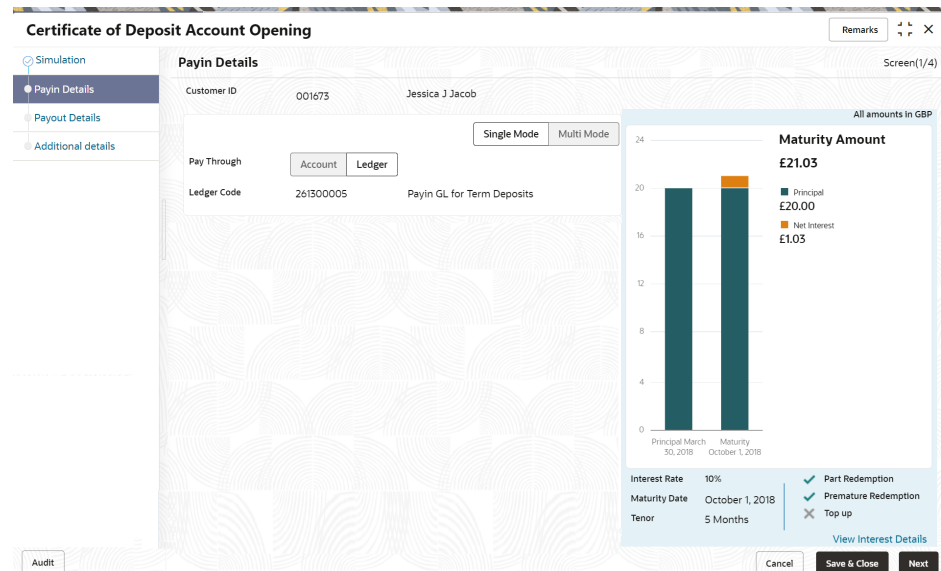 Certificate of Deposit Account Opening
Remarks
Simulation
Payin Details
Payout Details
Additional details
Payin Details
Screen(1/4)
Customer ID
001673
Jessica J Jacob
Single Mode
Multi Mode
Pay Through
Account
Ledger
Ledger Code
261300005
Payin GL for Term Deposits
All amounts in GBP
24
20
16
12
8
4
0
Principal March
30, 2018
Maturity
October 1, 2018
Maturity Amount
£21.03
Principal
£20.00
Net Interest
£1.03
Interest Rate
10%
Maturity Date
October 1, 2018
Tenor
5 Months
Part Redemption
Premature Redemption
Top up
View Interest Details
Audit
Cancel
Save & Close
Next